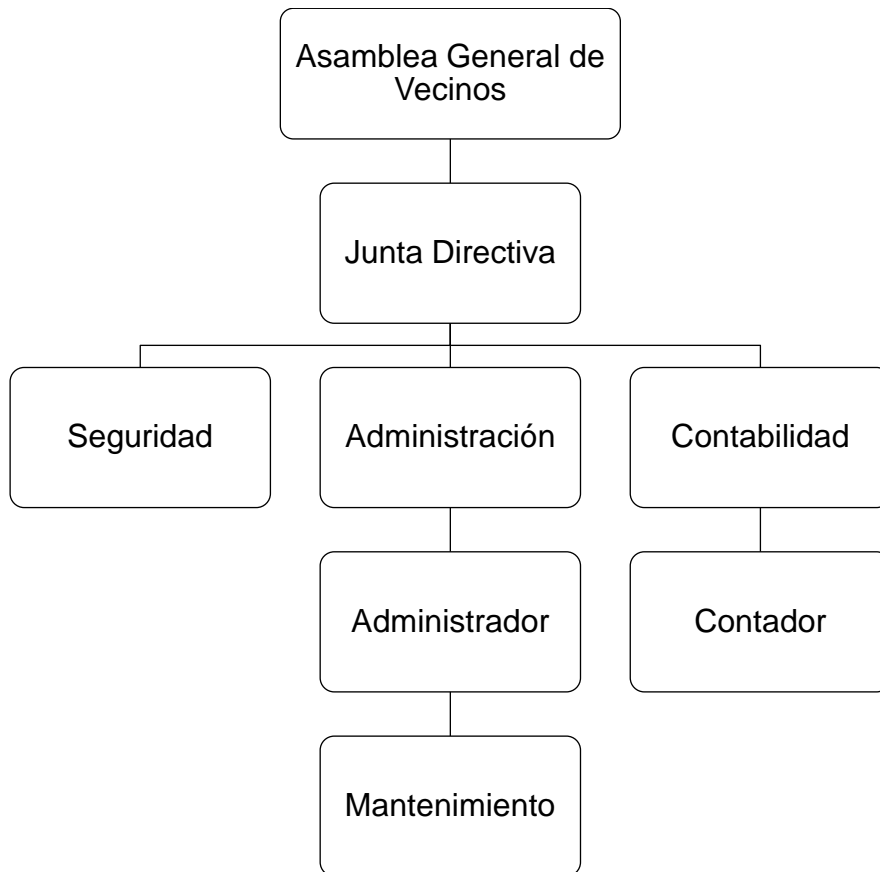 Asamblea General de
Vecinos
Junta Directiva
Seguridad
Administración
Contabilidad
Administrador
Contador
Mantenimiento